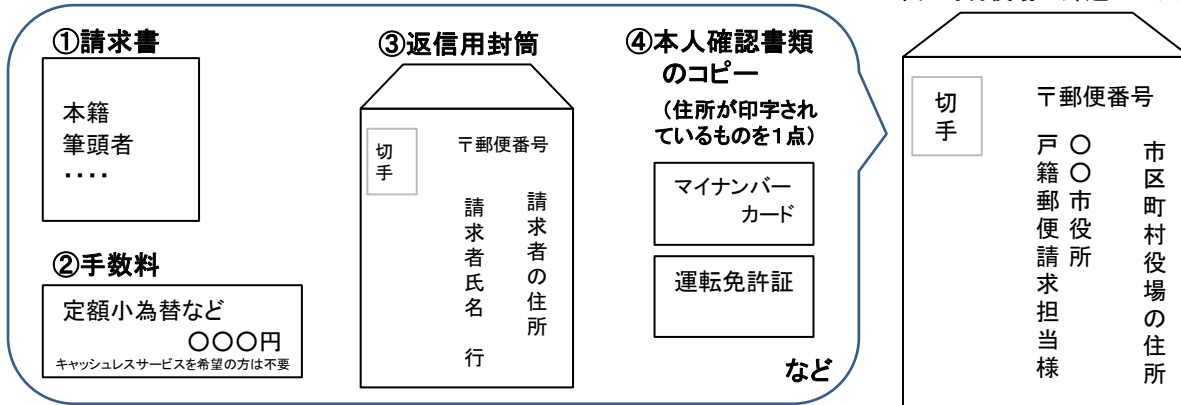 ①請求書
本籍
筆頭者
・・・・
②手数料
定額小為替など
〇〇〇円
キャッシュレスサービスを希望の方は不要
③返信用封筒
切手
〒郵便番号
請求者の住所
請求者氏名　行
④本人確認書類
のコピー
（住所が印字され
ているものを1点）
マイナンバー
カード
運転免許証
など
切手
〒郵便番号
市区町村役場の住所
〇〇市役所
戸籍郵便請求担当様